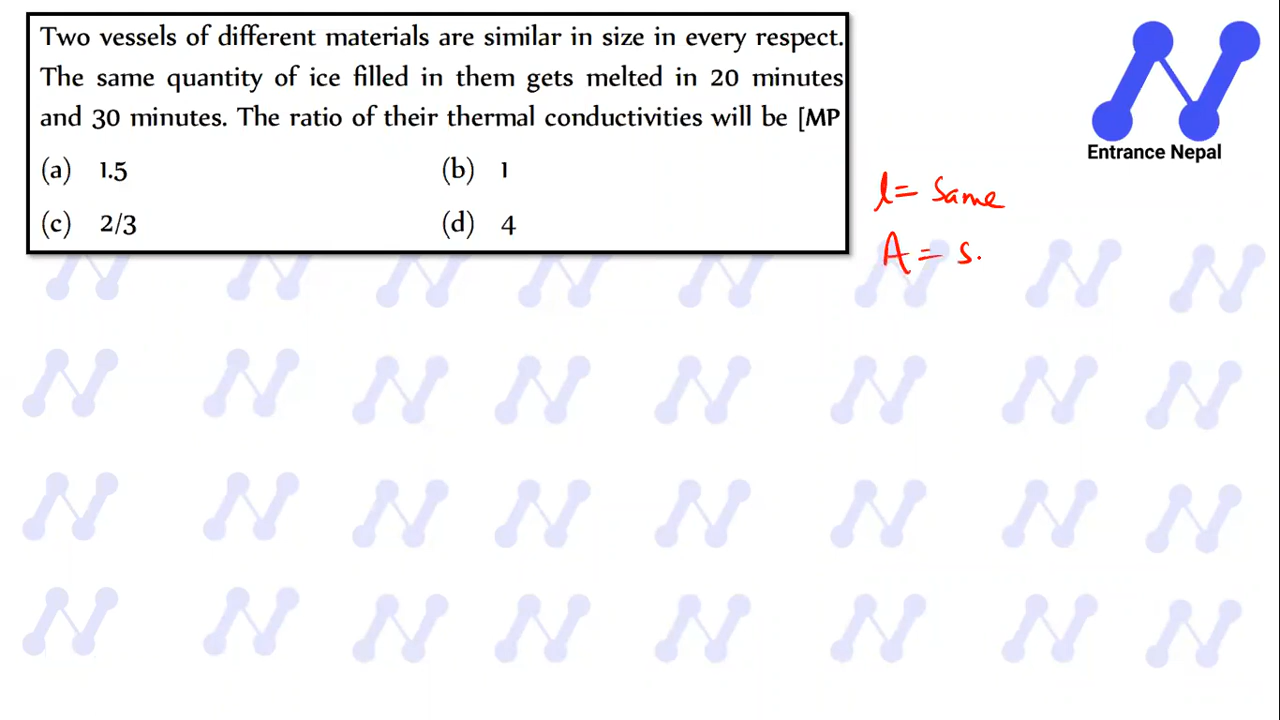 Two vessels of different materials are similar in size in every respect.
The same quantity of ice filled in them gets melted in 20 minutes
and 30 minutes. The ratio of their thermal conductivities will be [MP
(a) 1.5 (b) 1
(c) 2/3 (d) 4
Entrance Nepal
l = Same
A = s.